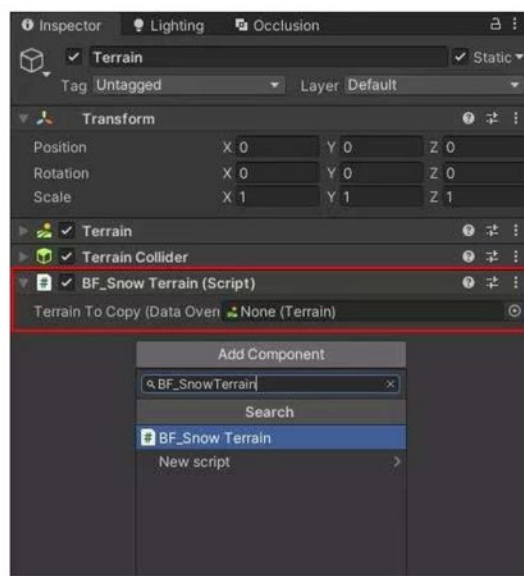 Inspector Lighting Occlusion
Terrain Static
Tag Untagged Layer Default
Transform
Position X 0 Y 0 Z 0
Rotation X 0 Y 0 Z 0
Scale X 1 Y 1 Z 1
Terrain
Terrain Collider
# BF_Snow Terrain (Script)
Terrain To Copy (Data Overr None (Terrain)
Add Component
BF_SnowTerrain
Search
# BF_Snow Terrain
New script